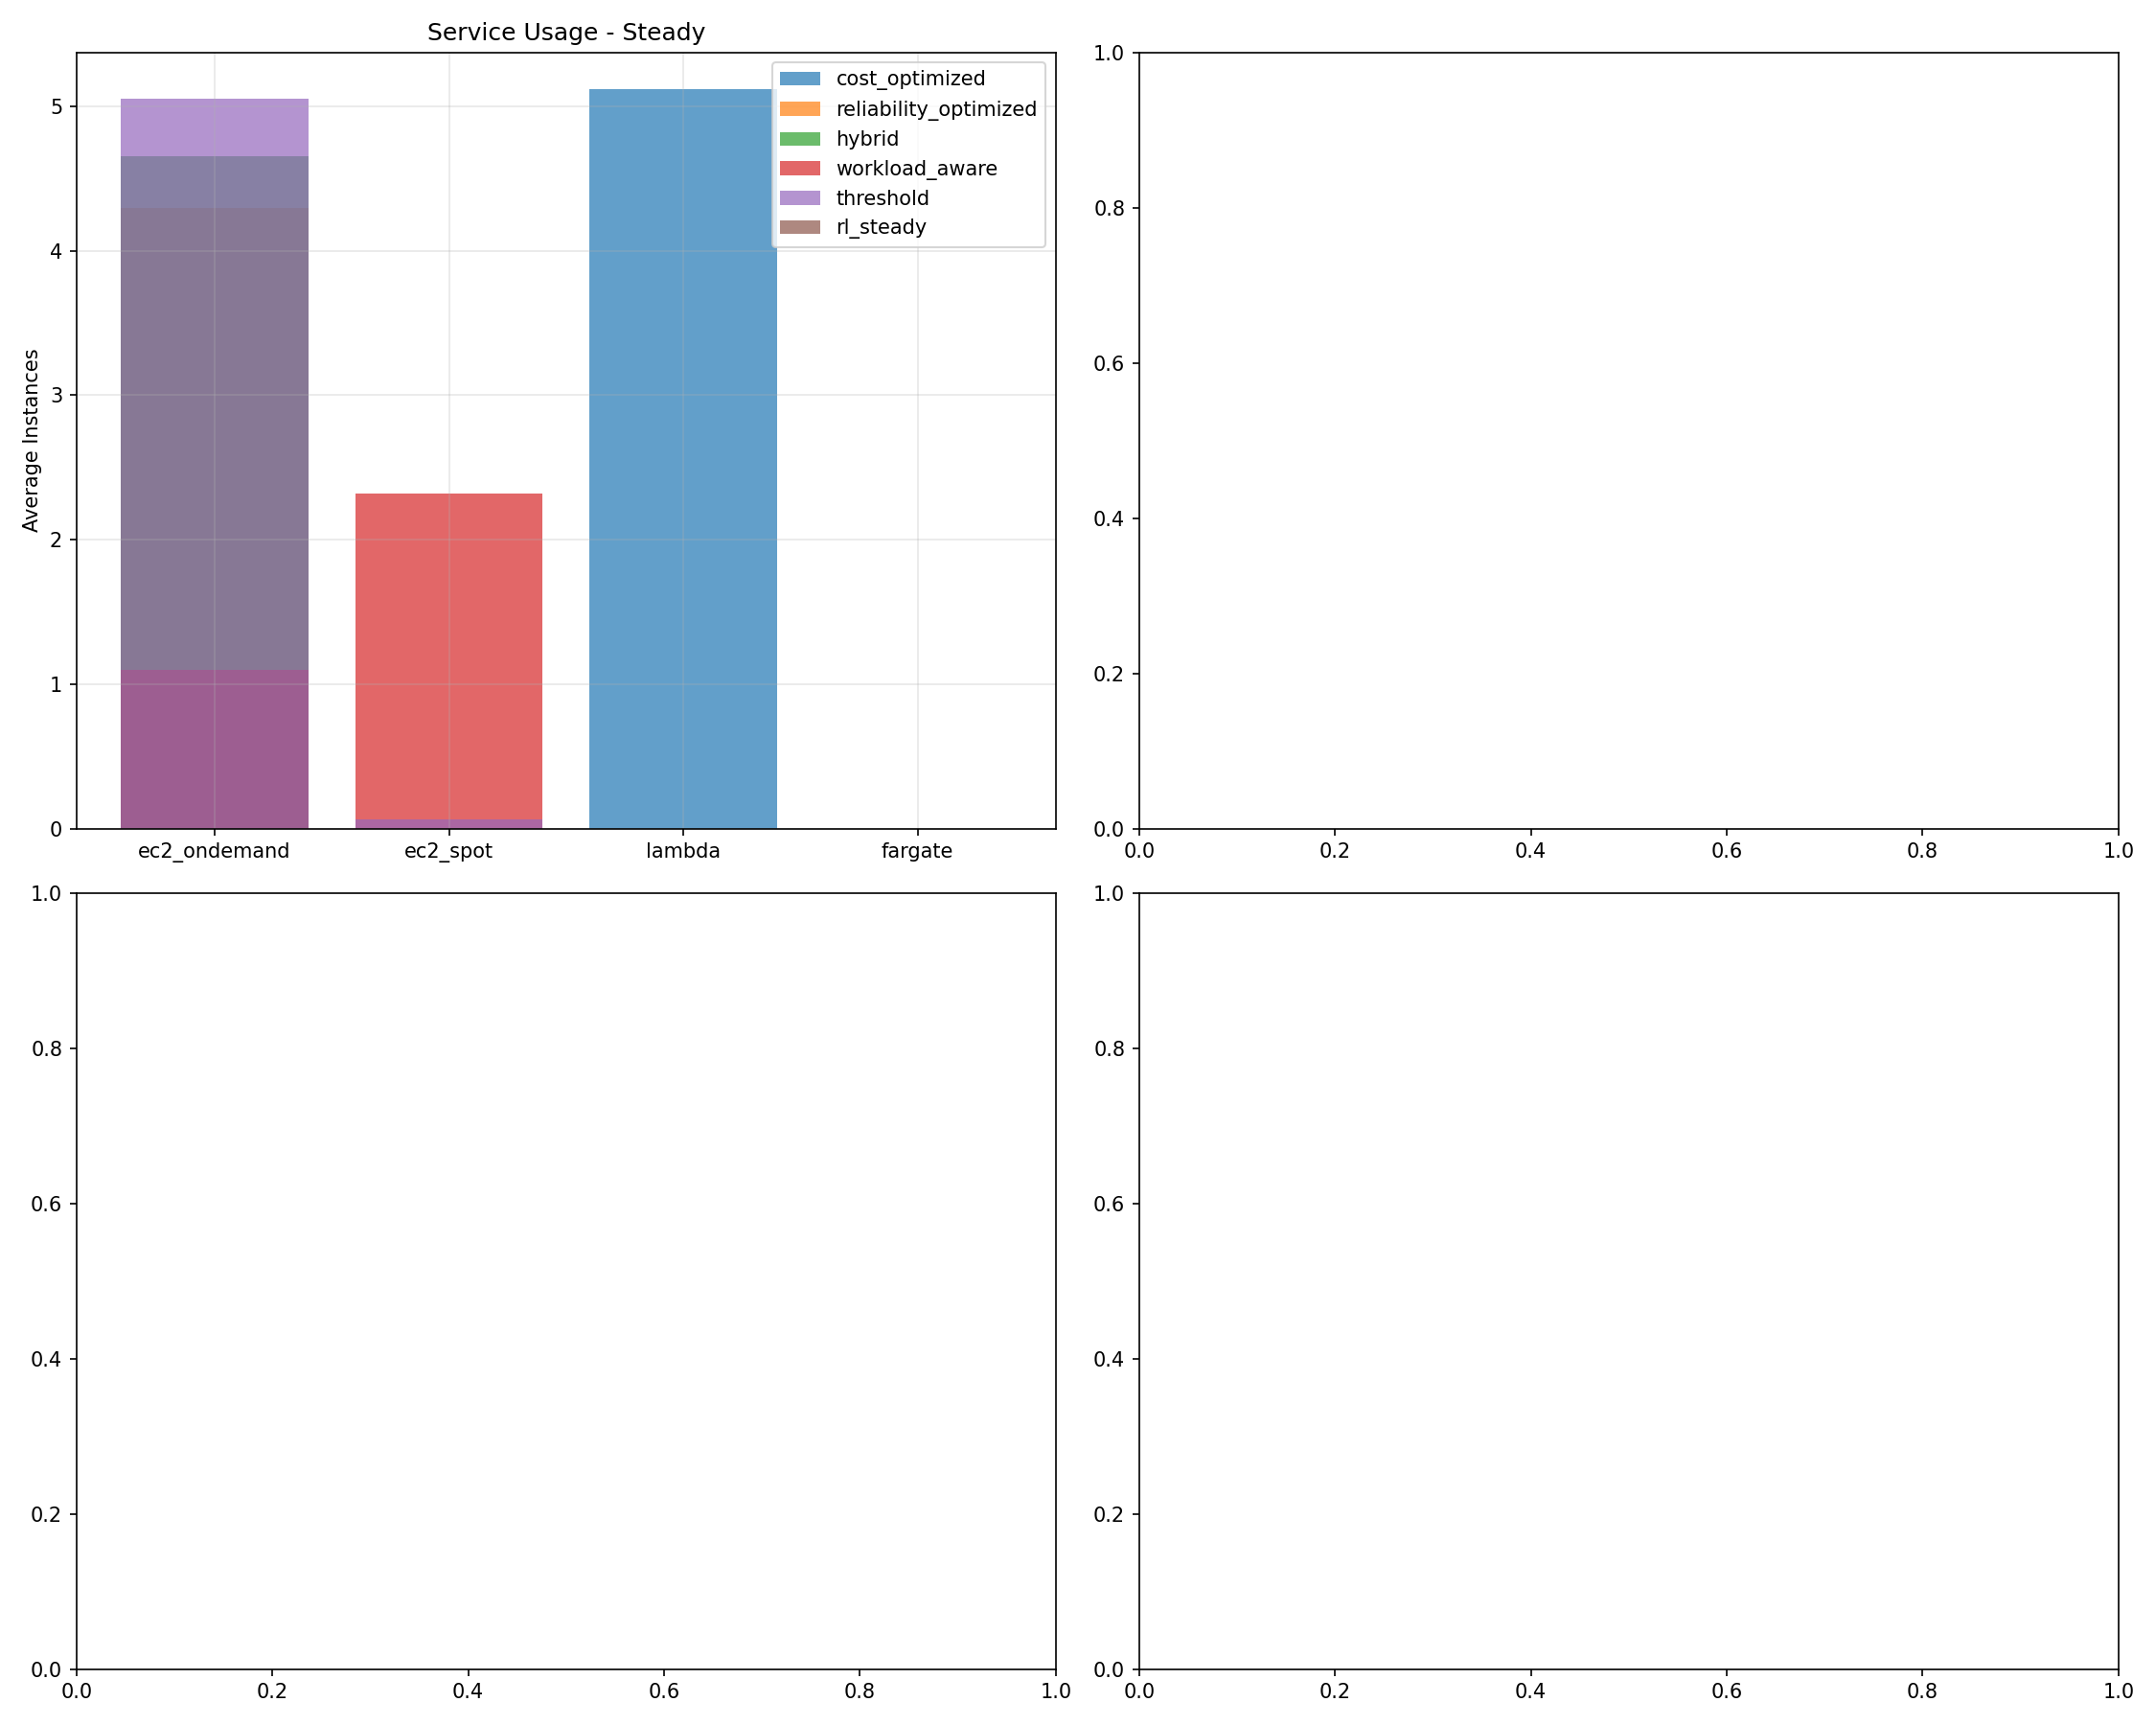 Service Usage - Steady
Average Instances
5
4
3
2
1
0
ec2_ondemand
ec2_spot
lambda
fargate
cost_optimized
reliability_optimized
hybrid
workload_aware
threshold
rl_steady
1.0
0.8
0.6
0.4
0.2
0.0
0.0 0.2 0.4 0.6 0.8 1.0
1.0
0.8
0.6
0.4
0.2
0.0
0.0 0.2 0.4 0.6 0.8 1.0
1.0
0.8
0.6
0.4
0.2
0.0
0.0 0.2 0.4 0.6 0.8 1.0